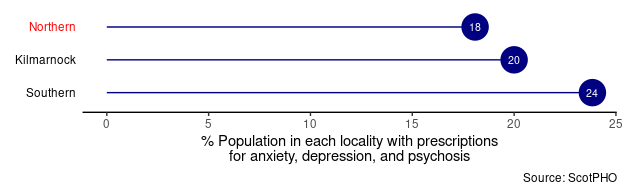 Northern
18
Kilmarnock
20
Southern
24
0 5 10 15 20 25
% Population in each locality with prescriptions
for anxiety, depression, and psychosis
Source: ScotPHO